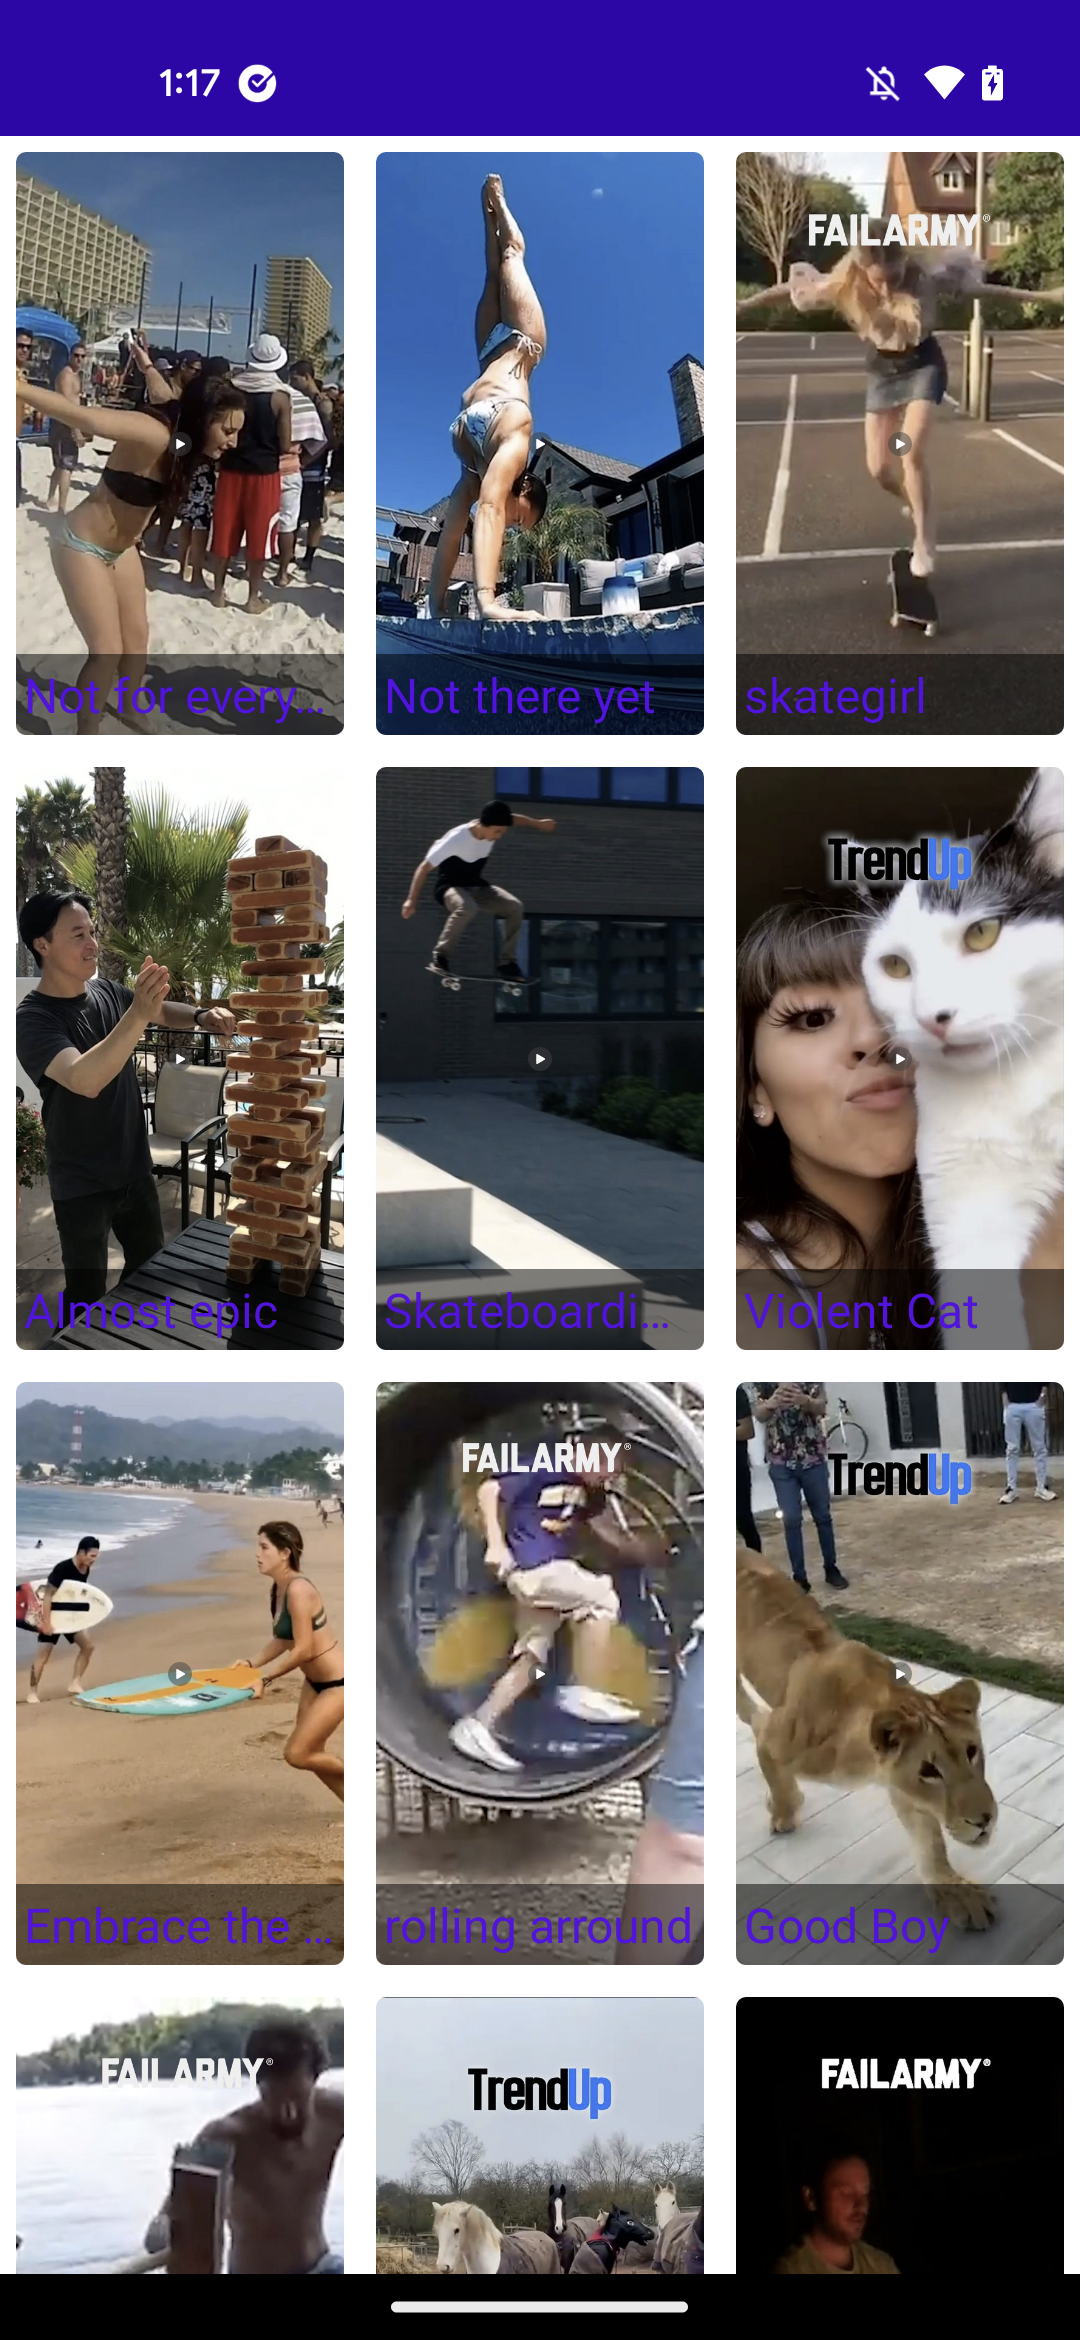 1:17
FAILARMY®
Not for every...
Not there yet
skategirl
TrendUp
Almost epic
Skateboardi...
Violent Cat
FAILARMY®
TrendUp
Embrace the ...
rolling arround
Good Boy
FAILARMY®
TrendUp
FAILARMY®